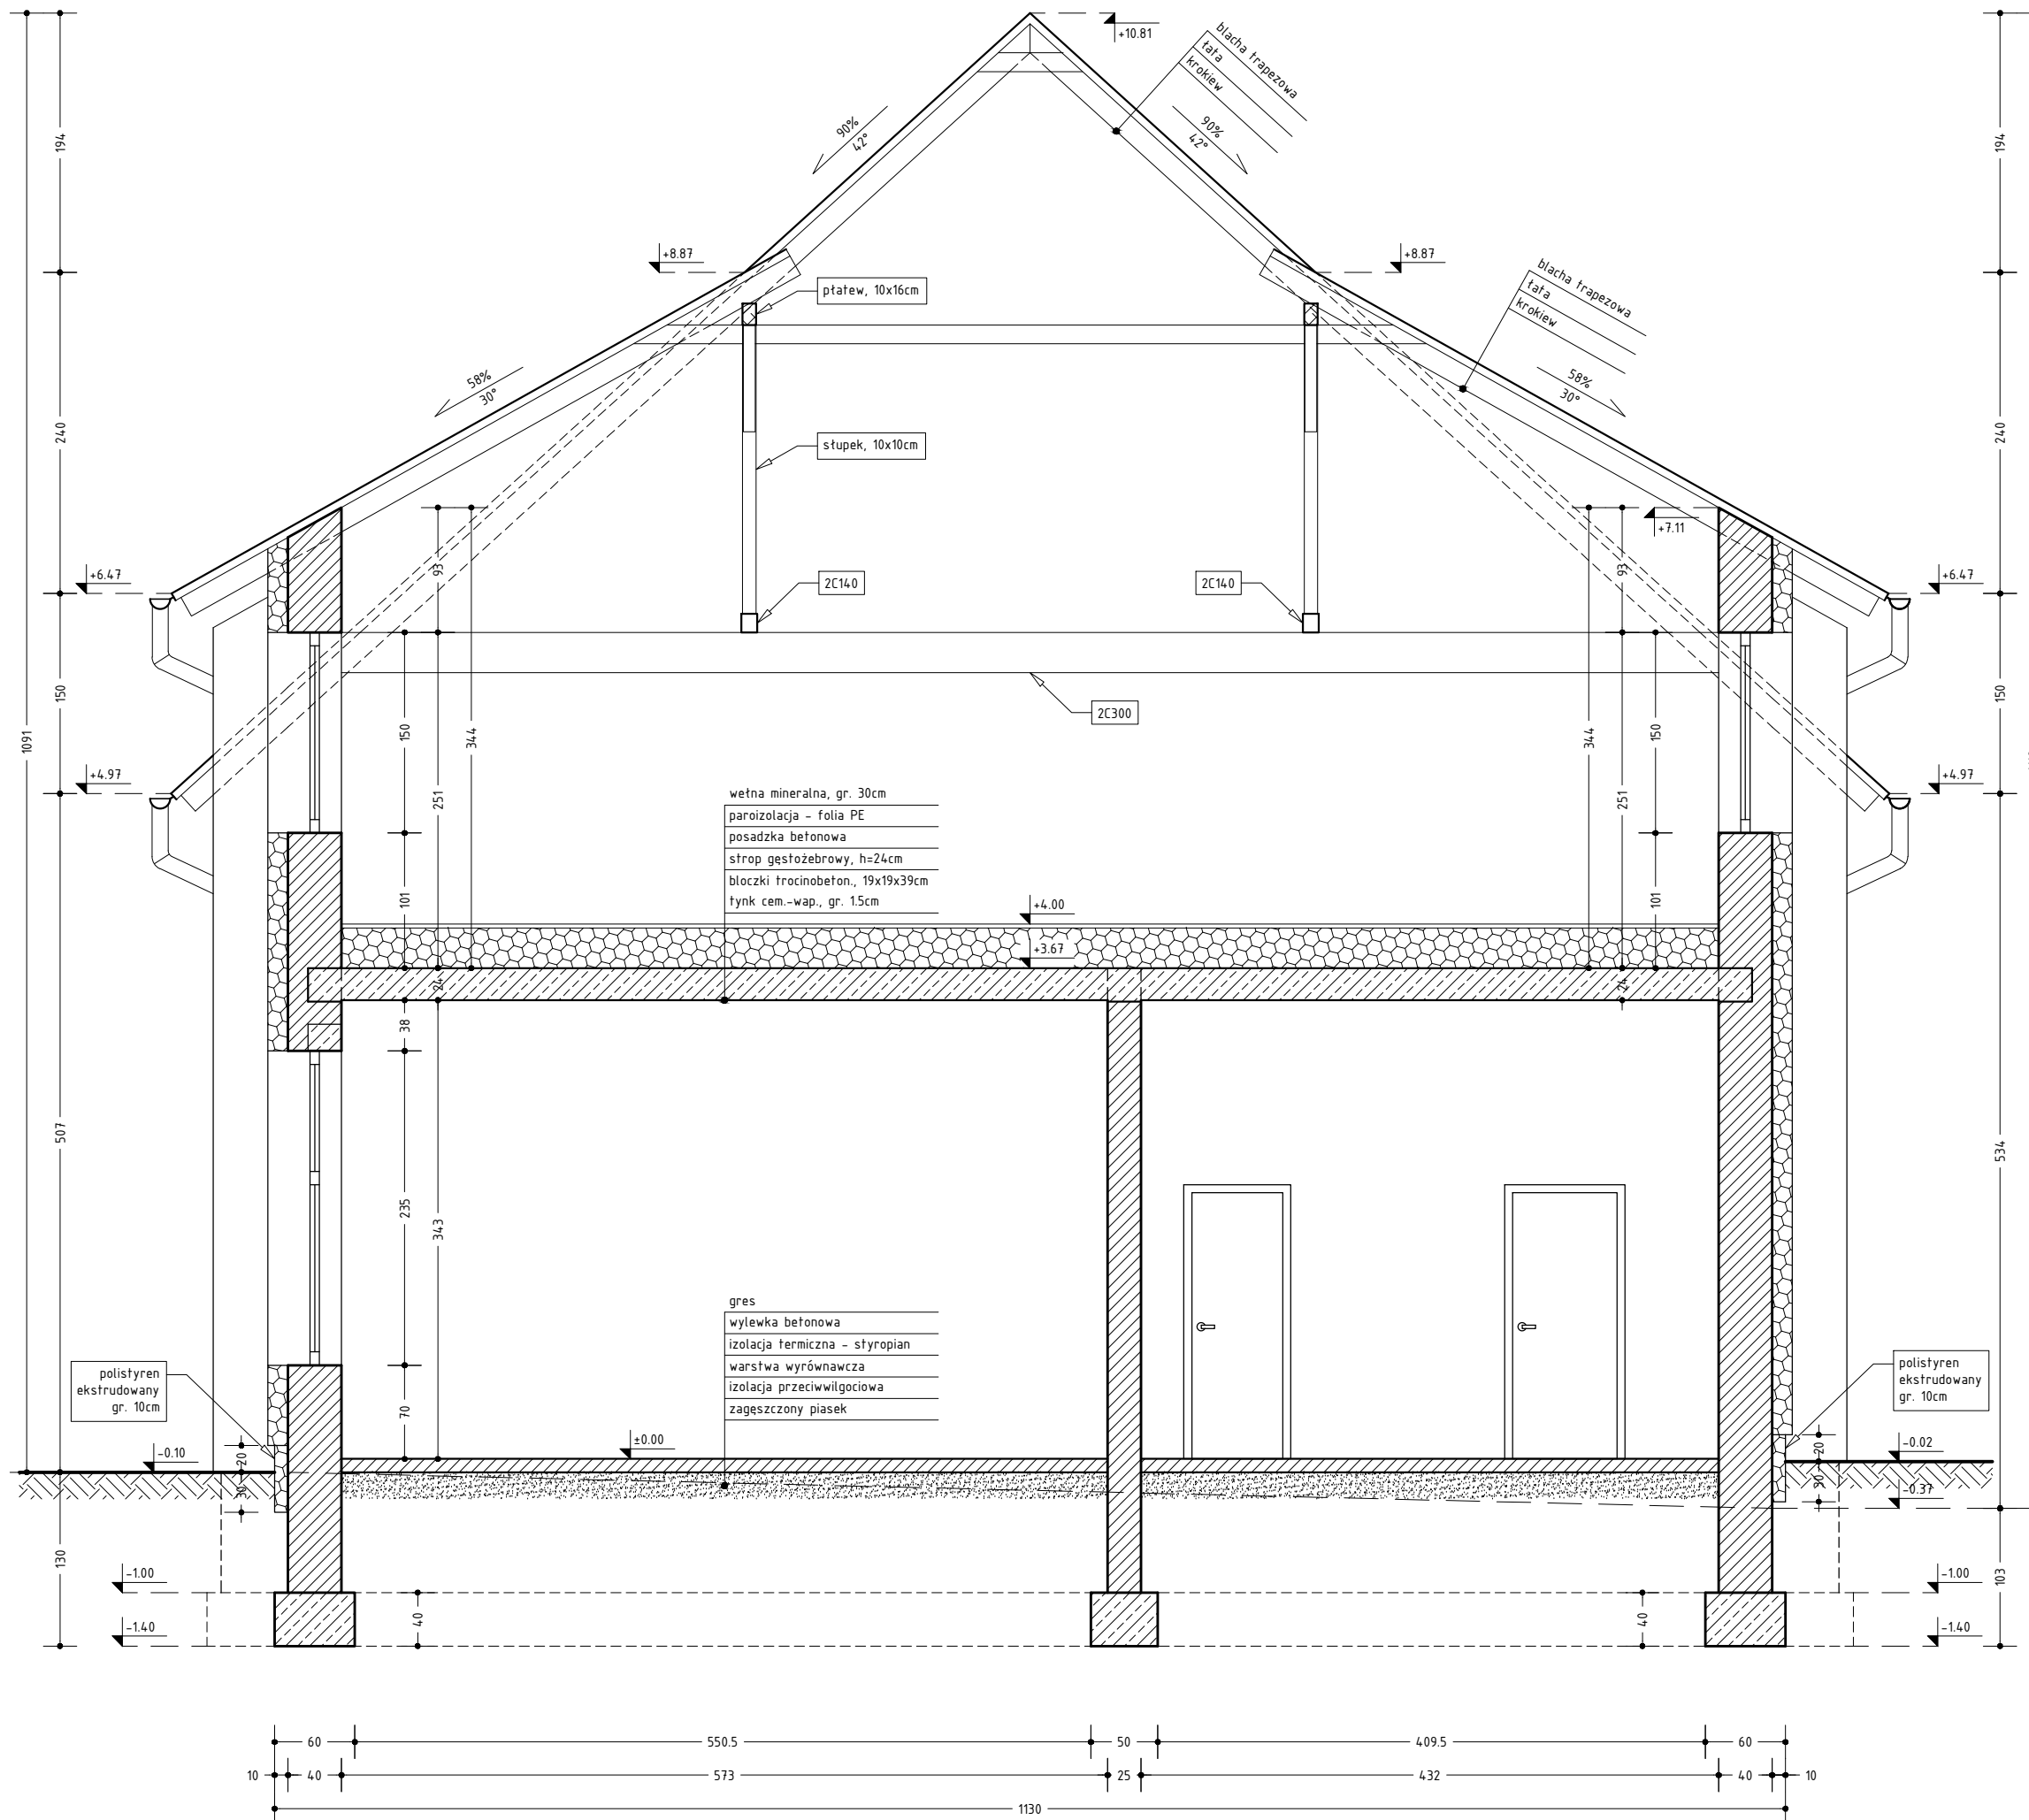 +10.81
blacha trapezowa
łata
krokiew
90%
42°
90%
42°
194
194
+8.87
+8.87
płatew, 10x16cm
blacha trapezowa
łata
krokiew
58%
30°
58%
30°
240
240
słupek, 10x10cm
+7.11
93
93
2C140
2C140
+6.47
+6.47
150
150
150
150
2C300
1091
344
344
251
251
+4.97
+4.97
wełna mineralna, gr. 30cm
paroizolacja - folia PE
posadzka betonowa
strop gęstożebrowy, h=24cm
bloczki trocinobeton., 19x19x39cm
tynk cem.-wap., gr. 1.5cm
101
101
+4.00
+3.67
24
24
38
507
534
235
343
gres
wylewka betonowa
izolacja termiczna - styropian
warstwa wyrównawcza
izolacja przeciwwilgociowa
zagęszczony piasek
polistyren
ekstrudowany
gr. 10cm
polistyren
ekstrudowany
gr. 10cm
70
±0.00
-0.10
-0.02
20
20
30
30
-0.37
130
103
-1.00
-1.00
40
40
-1.40
-1.40
60
550.5
50
409.5
60
10
40
573
25
432
40
10
1130